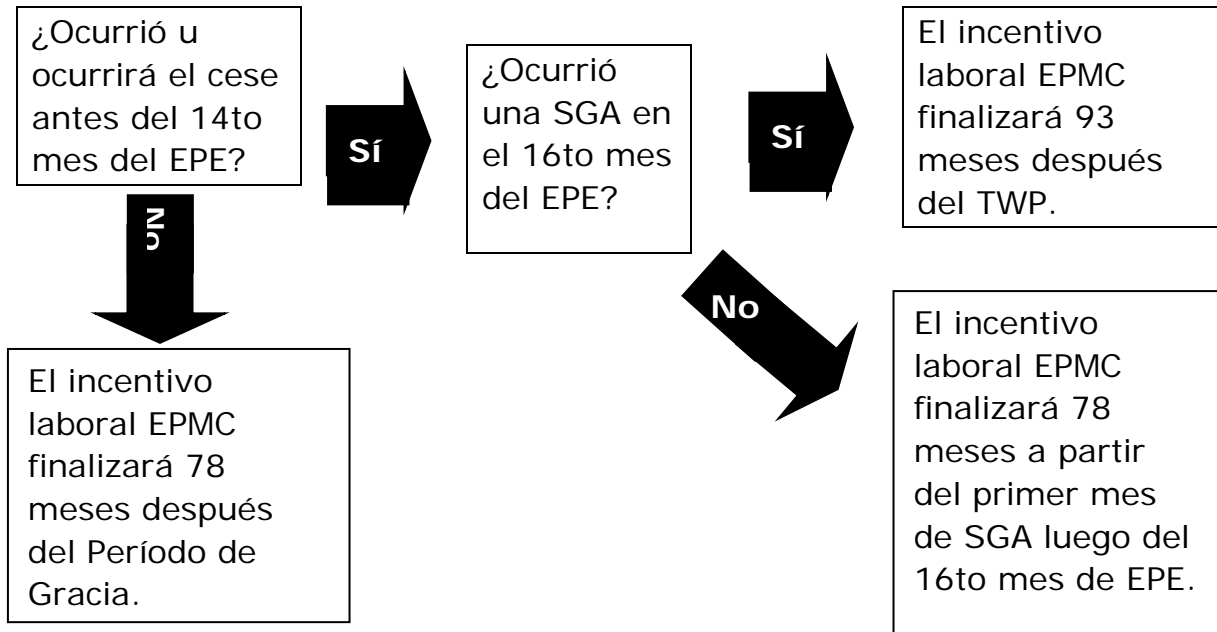 ¿Ocurrió u
ocurrirá el cese
antes del 14to
mes del EPE?
Sí
¿Ocurrió
una SGA en
el 16to mes
del EPE?
Sí
El incentivo
laboral EPMC
finalizará 93
meses después
del TWP.
No
El incentivo
laboral EPMC
finalizará 78
meses después
del Período de
Gracia.
No
El incentivo
laboral EPMC
finalizará 78
meses a partir
del primer mes
de SGA luego del
16to mes de EPE.